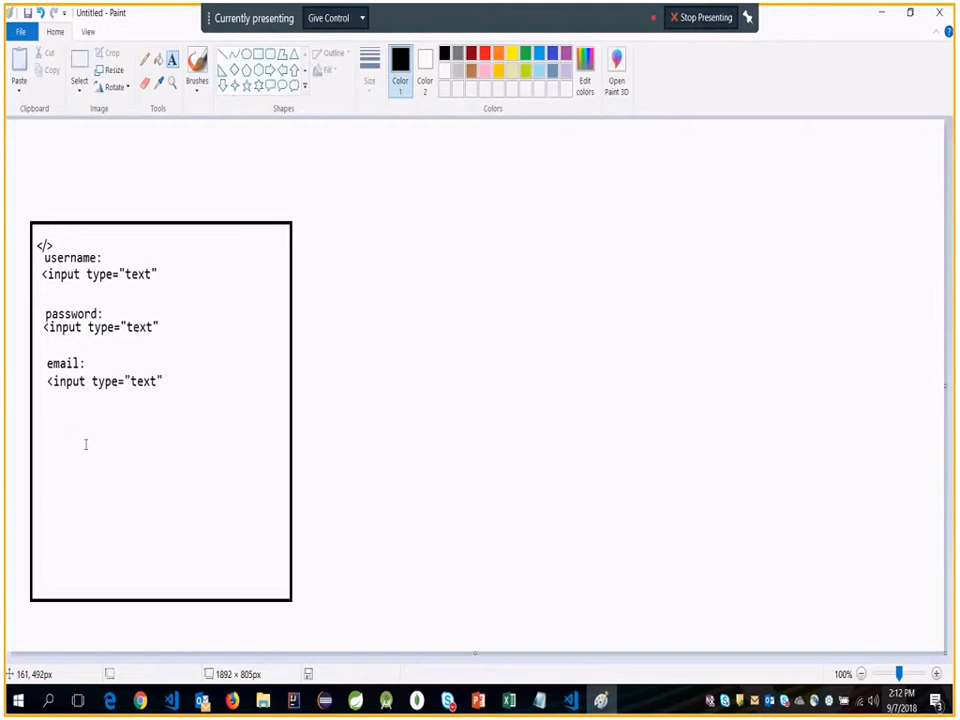 Untitled - Paint
Currently presenting
Give Control
Stop Presenting
File
Home
View
Paste
Cut
Copy
Clipboard
Select
Crop
Resize
Rotate
Image
A
Tools
Brushes
Outline
Fill
Shapes
Size
Color
1
Color
2
Edit
colors
Open
Paint 3D
Colors
</>
username:
<input type="text"
password:
<input type="text"
email:
<input type="text"
161, 492px
1892 × 805px
100%
2:12 PM
9/7/2018